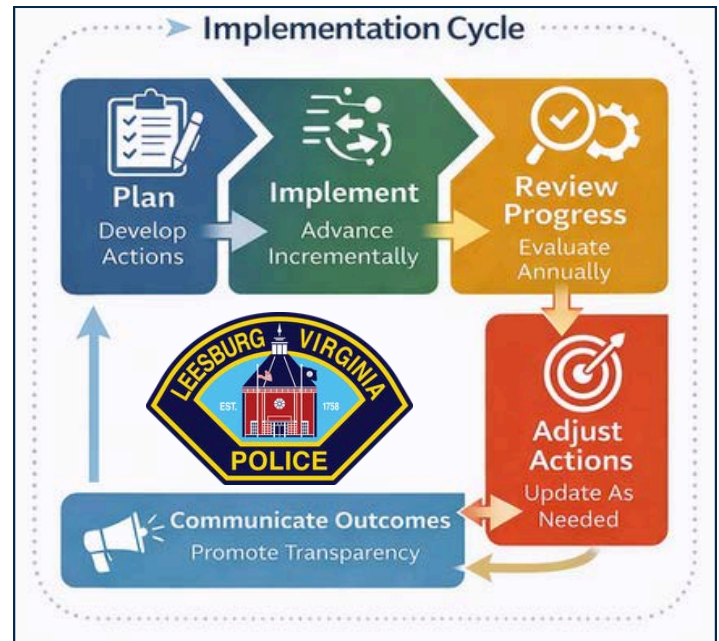 Implementation Cycle
Plan
Develop
Actions
Implement
Advance
Incrementally
Review
Progress
Evaluate
Annually
LEESBURG VIRGINIA
EST. 1758
POLICE
Adjust
Actions
Update As
Needed
Communicate Outcomes
Promote Transparency